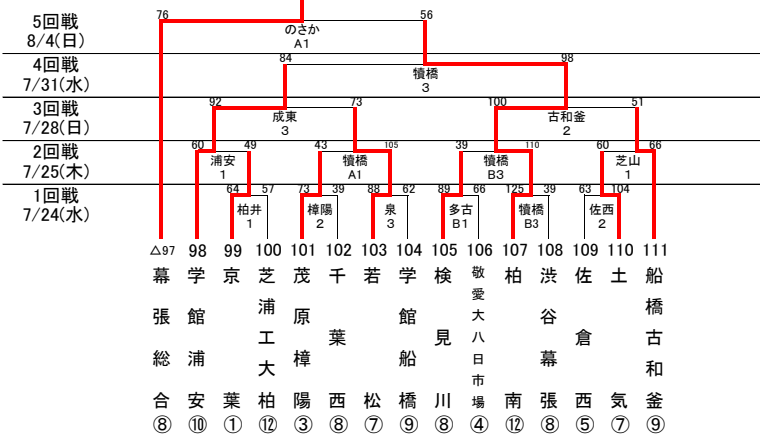 76 56
5回戦
8/4(日)
のさか
A1
84 98
4回戦
7/31(水)
犢橋
3
92 73 100 51
3回戦
7/28(日)
成東
3
古和釜
2
60 49 43 105 39 110 60 66
2回戦
7/25(木)
浦安
1
犢橋
A1
犢橋
B3
芝山
1
64 57 73 39 88 62 89 66 125 39 63 104
1回戦
7/24(水)
柏井
1
樟陽
2
泉
3
多古
B1
犢橋
B3
佐西
2
△97 98 99 100 101 102 103 104 105 106 107 108 109 110 111
幕張総合⑧
学館浦安⑩
京葉①
芝浦工大柏⑫
茂原樟陽③
千葉西⑧
若松⑦
学館船橋⑨
検見川⑧
敬愛大八日市場④
柏南⑫
渋谷幕張⑧
佐倉西⑤
土気⑦
船橋古和釜⑨